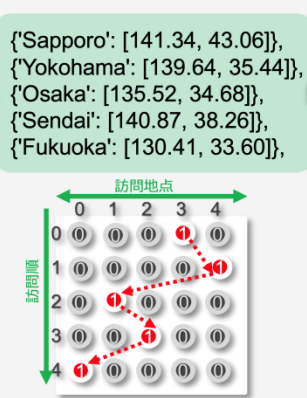 {'Sapporo': [141.34, 43.06]},
{'Yokohama': [139.64, 35.44]},
{'Osaka': [135.52, 34.68]},
{'Sendai': [140.87, 38.26]},
{'Fukuoka': [130.41, 33.60]},
訪問地点
0 1 2 3 4
訪問順
0 0 0 0 1 0
1 0 0 0 0 1
2 0 1 0 0 0
3 0 0 1 0 0
4 1 0 0 0 0